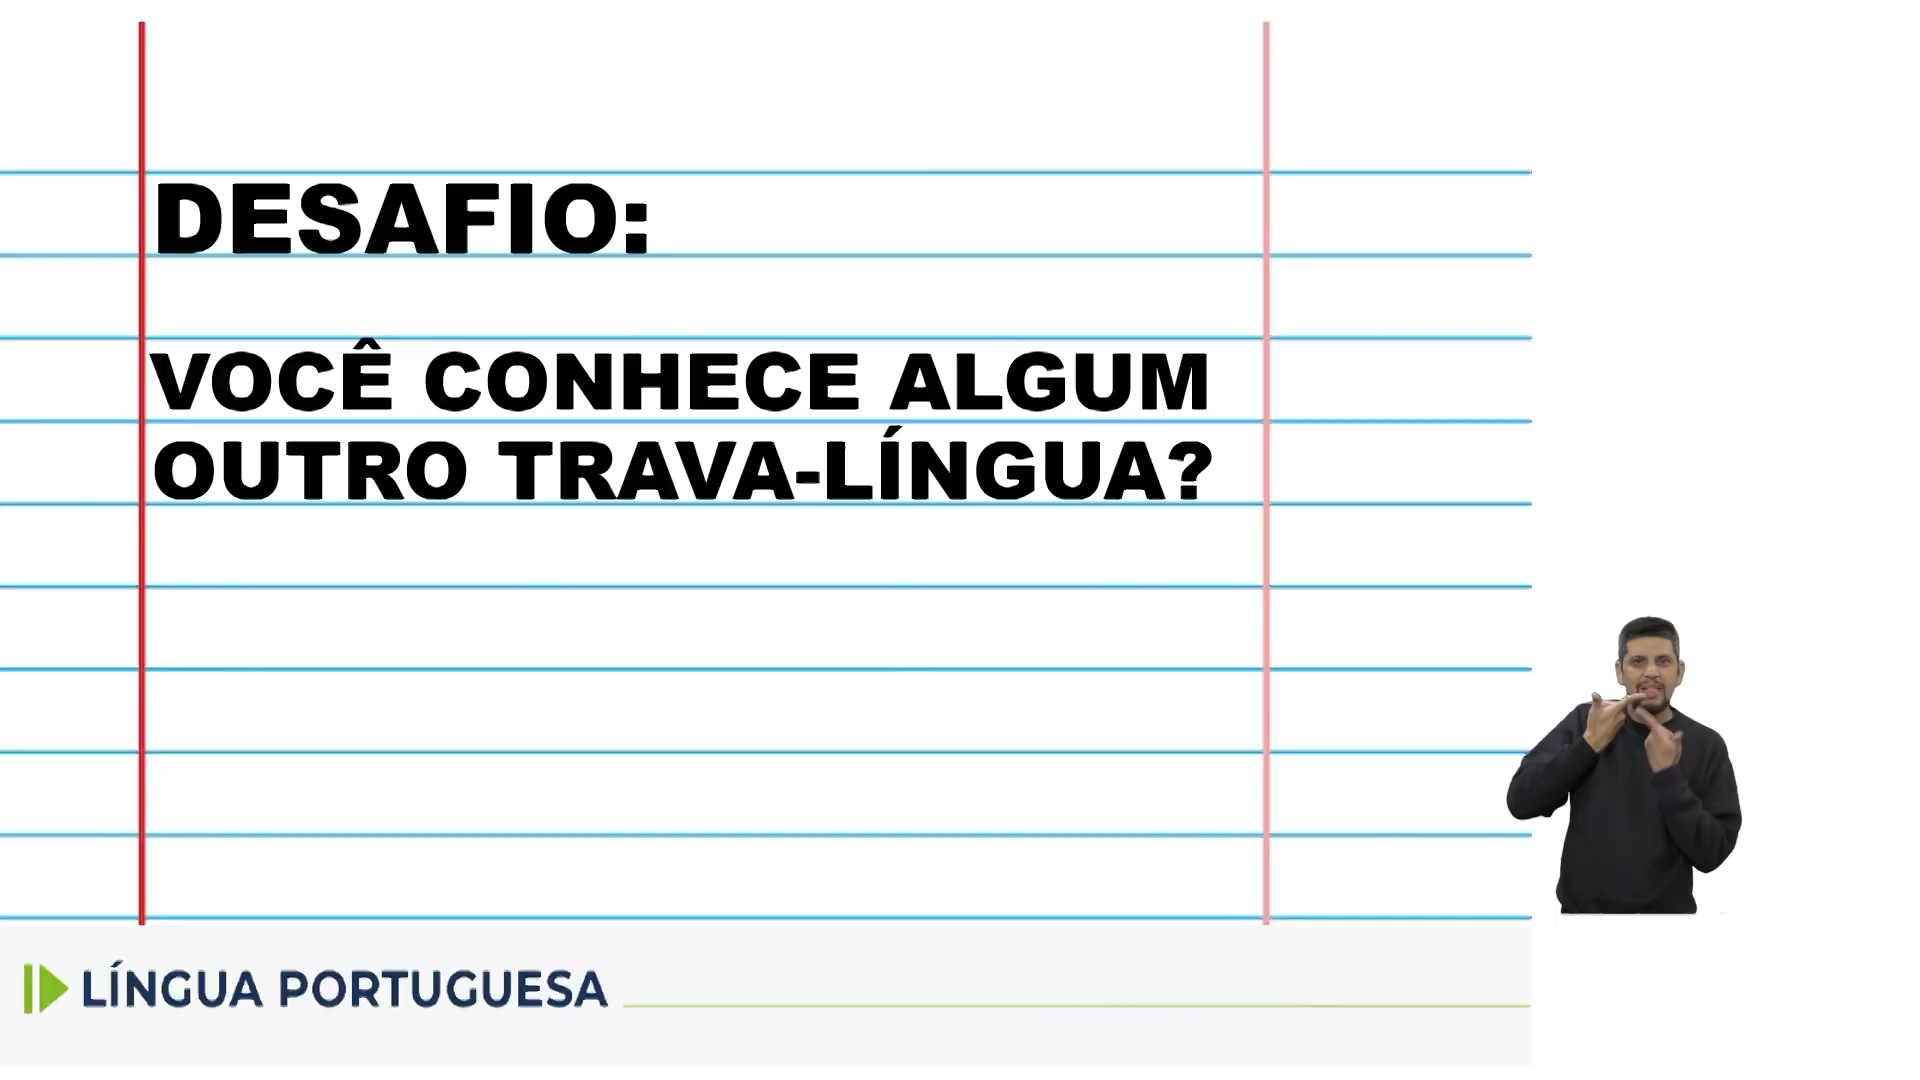 DESAFIO:
VOCÊ CONHECE ALGUM
OUTRO TRAVA-LÍNGUA?
LÍNGUA PORTUGUESA